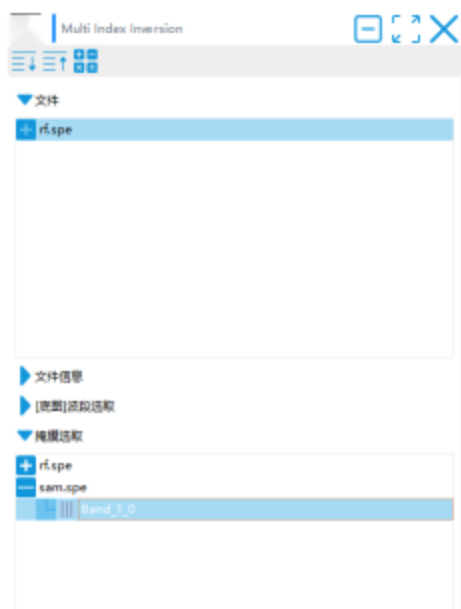 Multi Index Inversion
文件
rf.spe
文件信息
[底图]波段选取
掩膜选取
rf.spe
sam.spe
Band_1_0